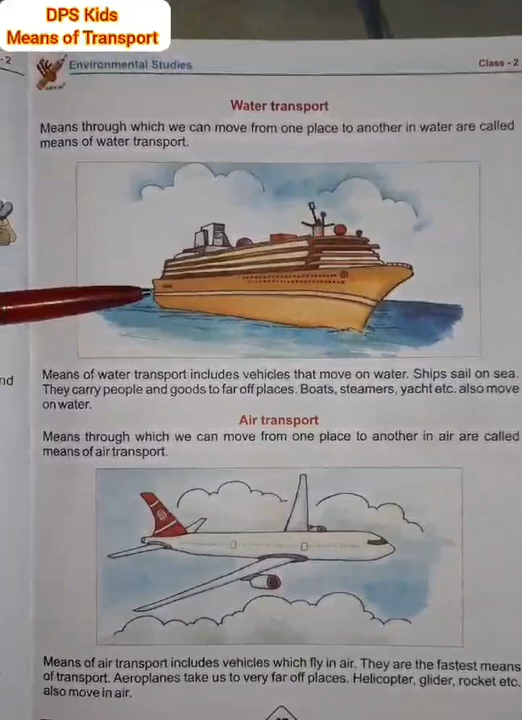 DPS Kids
Means of Transport
- 2
Environmental Studies
Class - 2
Water transport
Means through which we can move from one place to another in water are called
means of water transport.
nd
Means of water transport includes vehicles that move on water. Ships sail on sea.
They carry people and goods to far off places. Boats, steamers, yacht etc. also move
on water.
Air transport
Means through which we can move from one place to another in air are called
means of air transport.
Means of air transport includes vehicles which fly in air. They are the fastest means
of transport. Aeroplanes take us to very far off places. Helicopter, glider, rocket etc.
also move in air.